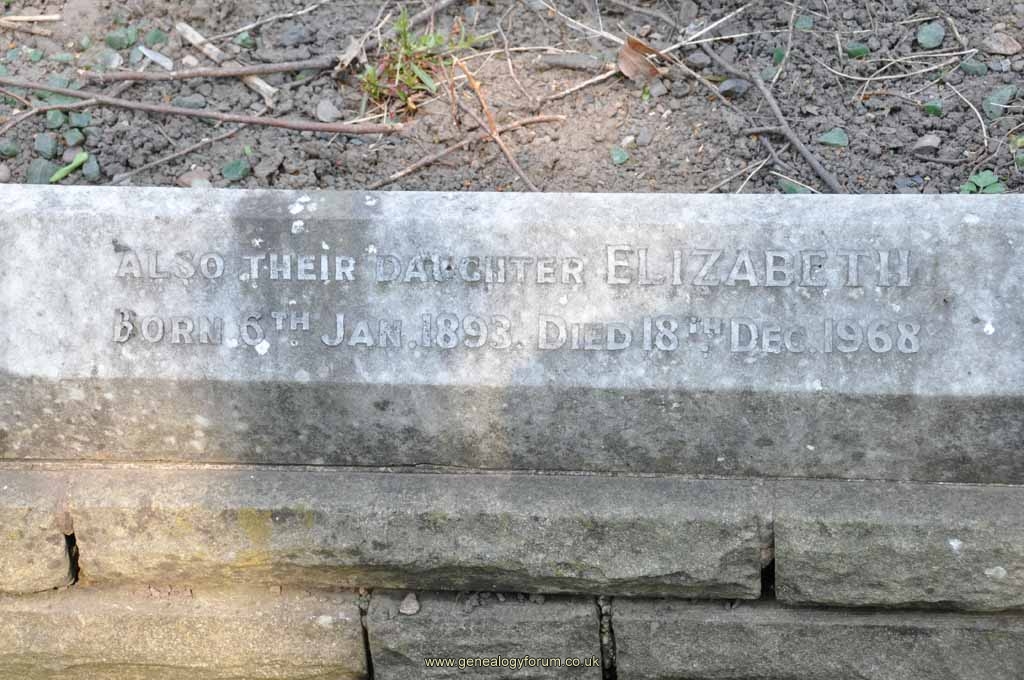 ALSO THEIR DAUGHTER ELIZABETH
BORN 6TH JAN. 1893. DIED 18TH DEC. 1968
www.genealogyforum.co.uk